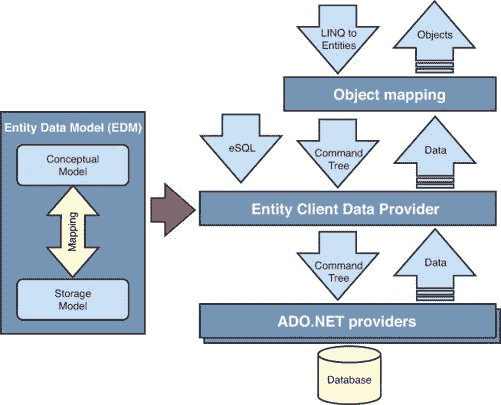 LINQ to
Entities
Objects
Object mapping
Entity Data Model (EDM)
Conceptual
Model
Mapping
Storage
Model
eSQL
Command
Tree
Data
Entity Client Data Provider
Command
Tree
Data
ADO.NET providers
Database